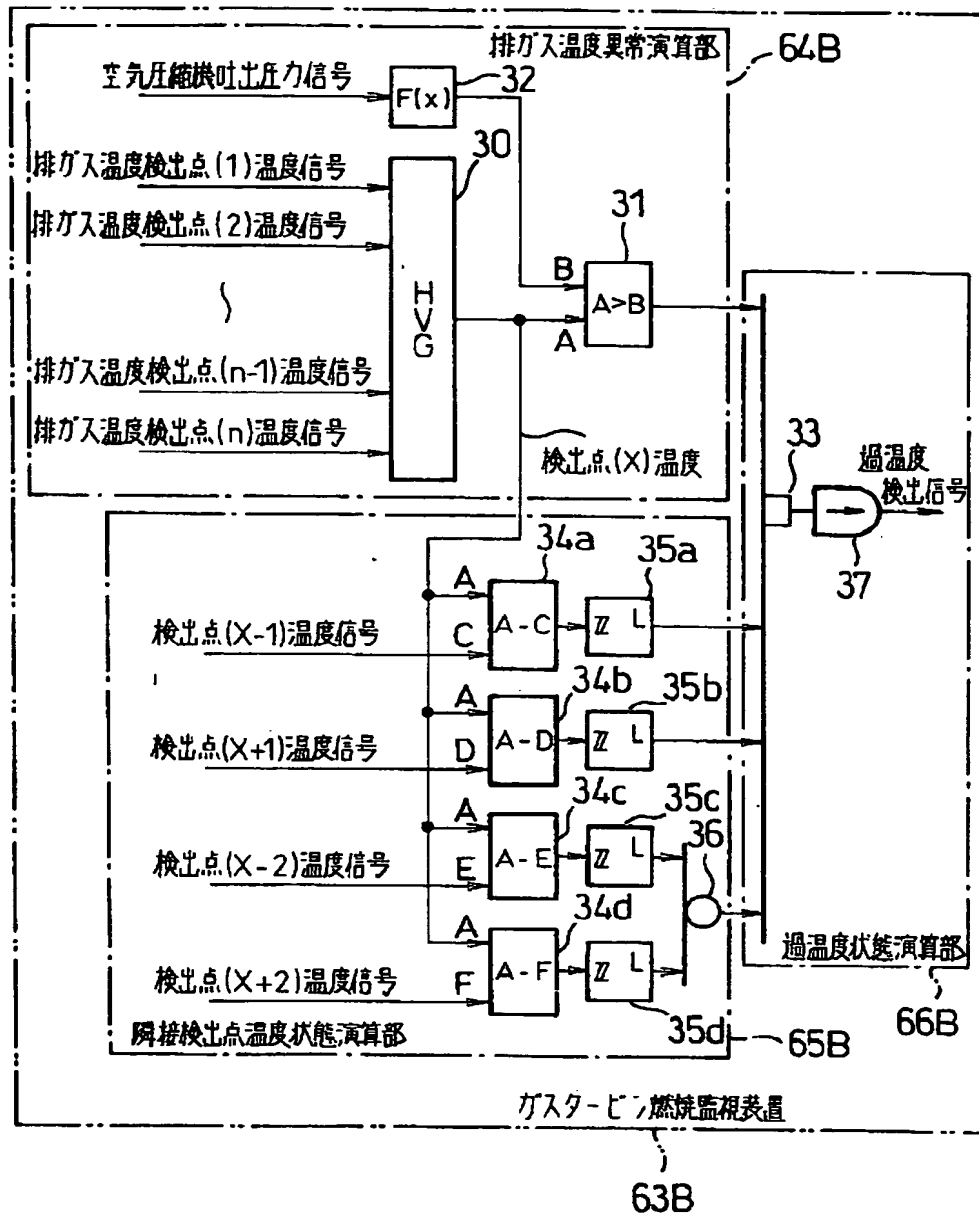 排ガス温度異常演算部
64B
空気圧縮機吐出圧力信号
32
F(x)
30
排ガス温度検出点(1)温度信号
排ガス温度検出点(2)温度信号
HVG
31
B
A
A>B
排ガス温度検出点(n-1)温度信号
排ガス温度検出点(n)温度信号
検出点(X)温度
33
過温度
検出信号
37
34a
35a
A
C
A-C
L
検出点(X-1)温度信号
34b
35b
A
D
A-D
L
検出点(X+1)温度信号
34c
35c
36
A
E
A-E
L
検出点(X-2)温度信号
34d
A
F
A-F
L
検出点(X+2)温度信号
35d
隣接検出点温度状態演算部
65B
過温度状態演算部
66B
ガスタービン燃焼監視装置
63B